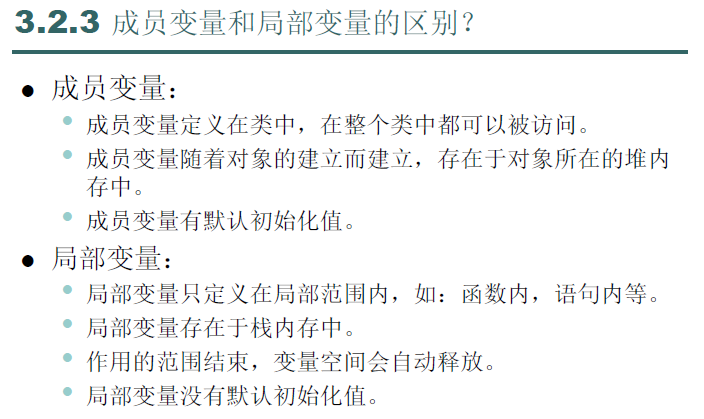 3.2.3 成员变量和局部变量的区别？
● 成员变量：
• 成员变量定义在类中，在整个类中都可以被访问。
• 成员变量随着对象的建立而建立，存在于对象所在的堆内
存中。
• 成员变量有默认初始化值。
● 局部变量：
• 局部变量只定义在局部范围内，如：函数内，语句内等。
• 局部变量存在于栈内存中。
• 作用的范围结束，变量空间会自动释放。
• 局部变量没有默认初始化值。